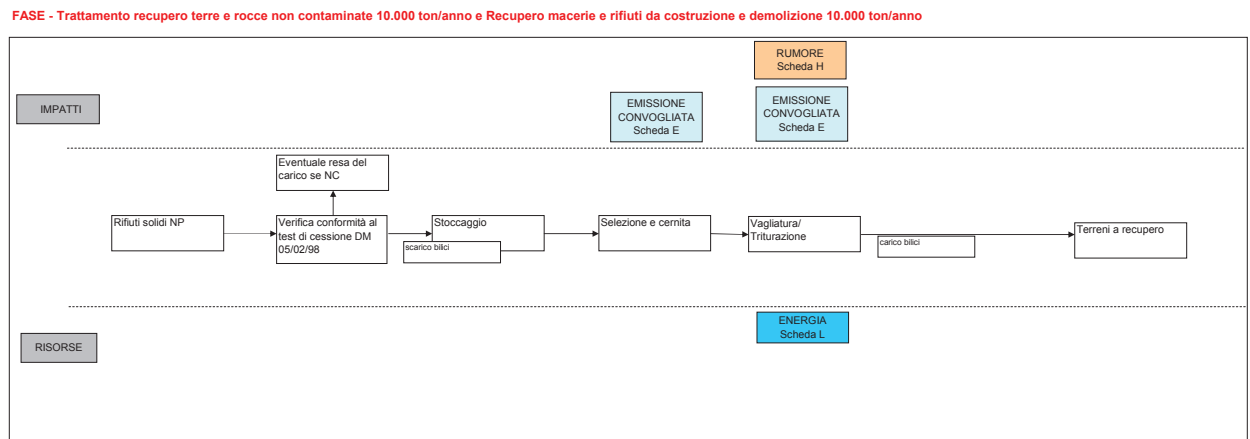 FASE - Trattamento recupero terre e rocce non contaminate 10.000 ton/anno e Recupero macerie e rifiuti da costruzione e demolizione 10.000 ton/anno
RUMORE
Scheda H
IMPATTI
EMISSIONE
CONVOGLIATA
Scheda E
EMISSIONE
CONVOGLIATA
Scheda E
Eventuale resa del
carico se NC
Rifiuti solidi NP
Verifica conformità al
test di cessione DM
05/02/98
Stoccaggio
scarico bilici
Selezione e cernita
Vagliatura/
Triturazione
carico bilici
Terreni a recupero
ENERGIA
Scheda L
RISORSE